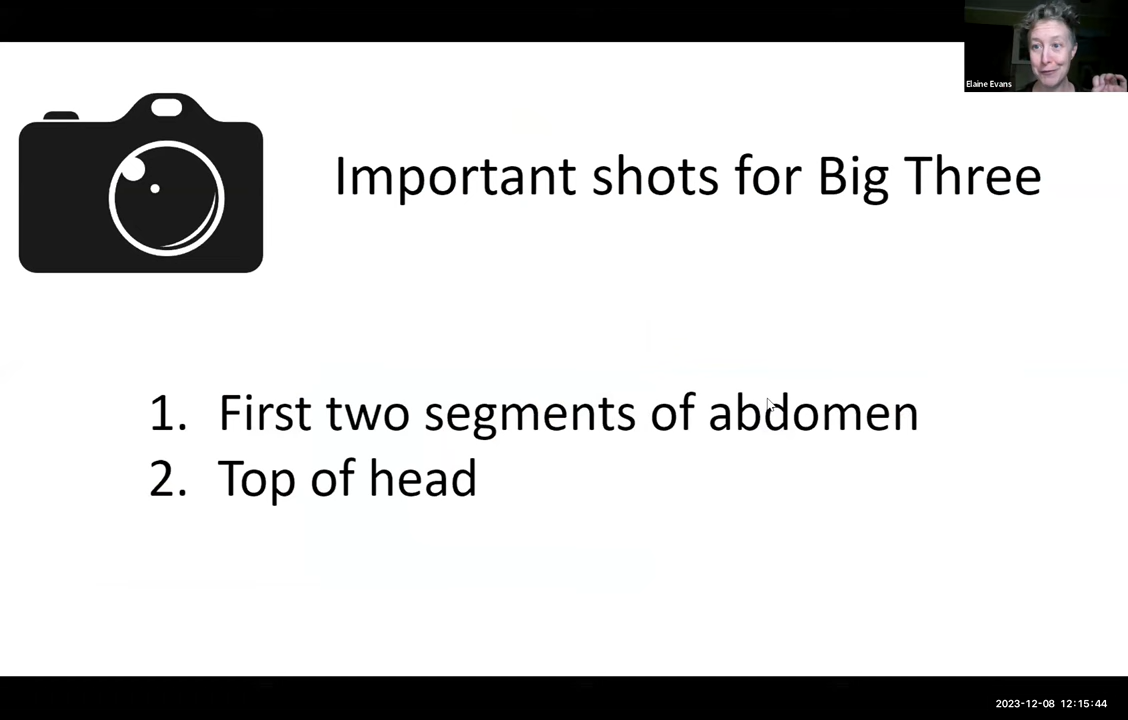 Elaine Evans
Important shots for Big Three
1. First two segments of abdomen
2. Top of head
2023-12-08 12:15:44